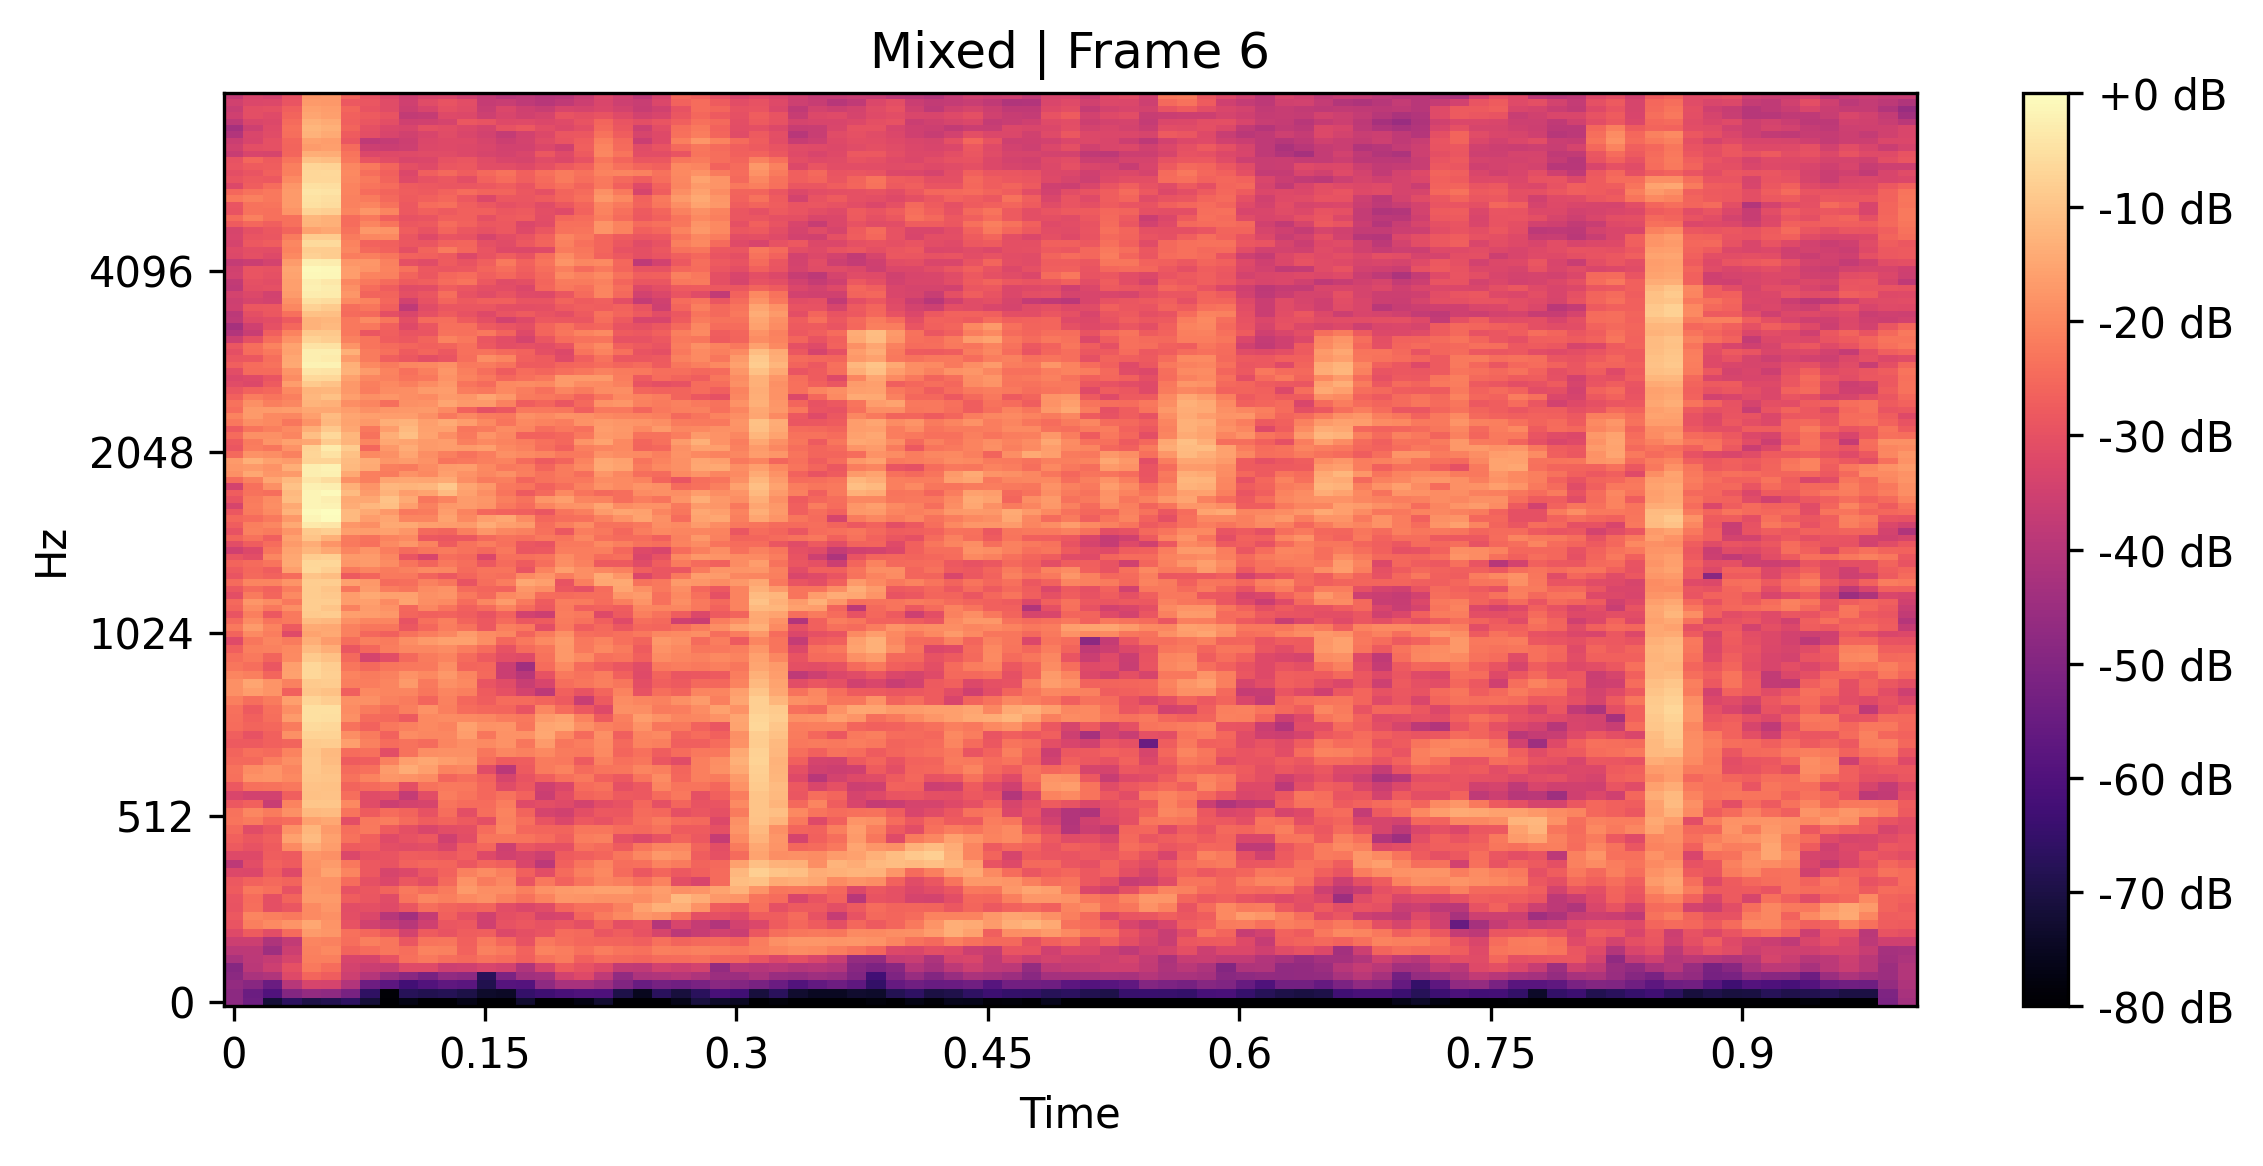 Mixed | Frame 6
Hz
4096
2048
1024
512
0
0 0.15 0.3 0.45 0.6 0.75 0.9
Time
+0 dB
-10 dB
-20 dB
-30 dB
-40 dB
-50 dB
-60 dB
-70 dB
-80 dB